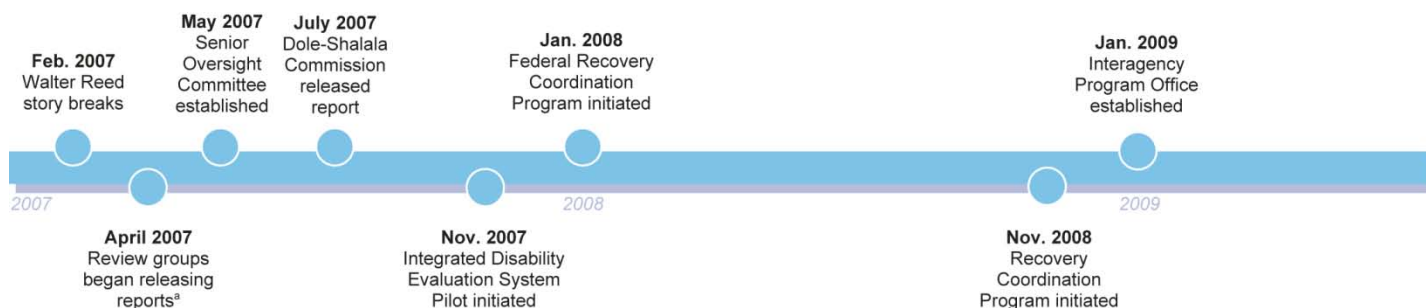 Feb. 2007
Walter Reed
story breaks
May 2007
Senior
Oversight
Committee
established
July 2007
Dole-Shalala
Commission
released
report
Jan. 2008
Federal Recovery
Coordination
Program initiated
Jan. 2009
Interagency
Program Office
established
2007
2008
2009
April 2007
Review groups
began releasing
reportsª
Nov. 2007
Integrated Disability
Evaluation System
Pilot initiated
Nov. 2008
Recovery
Coordination
Program initiated